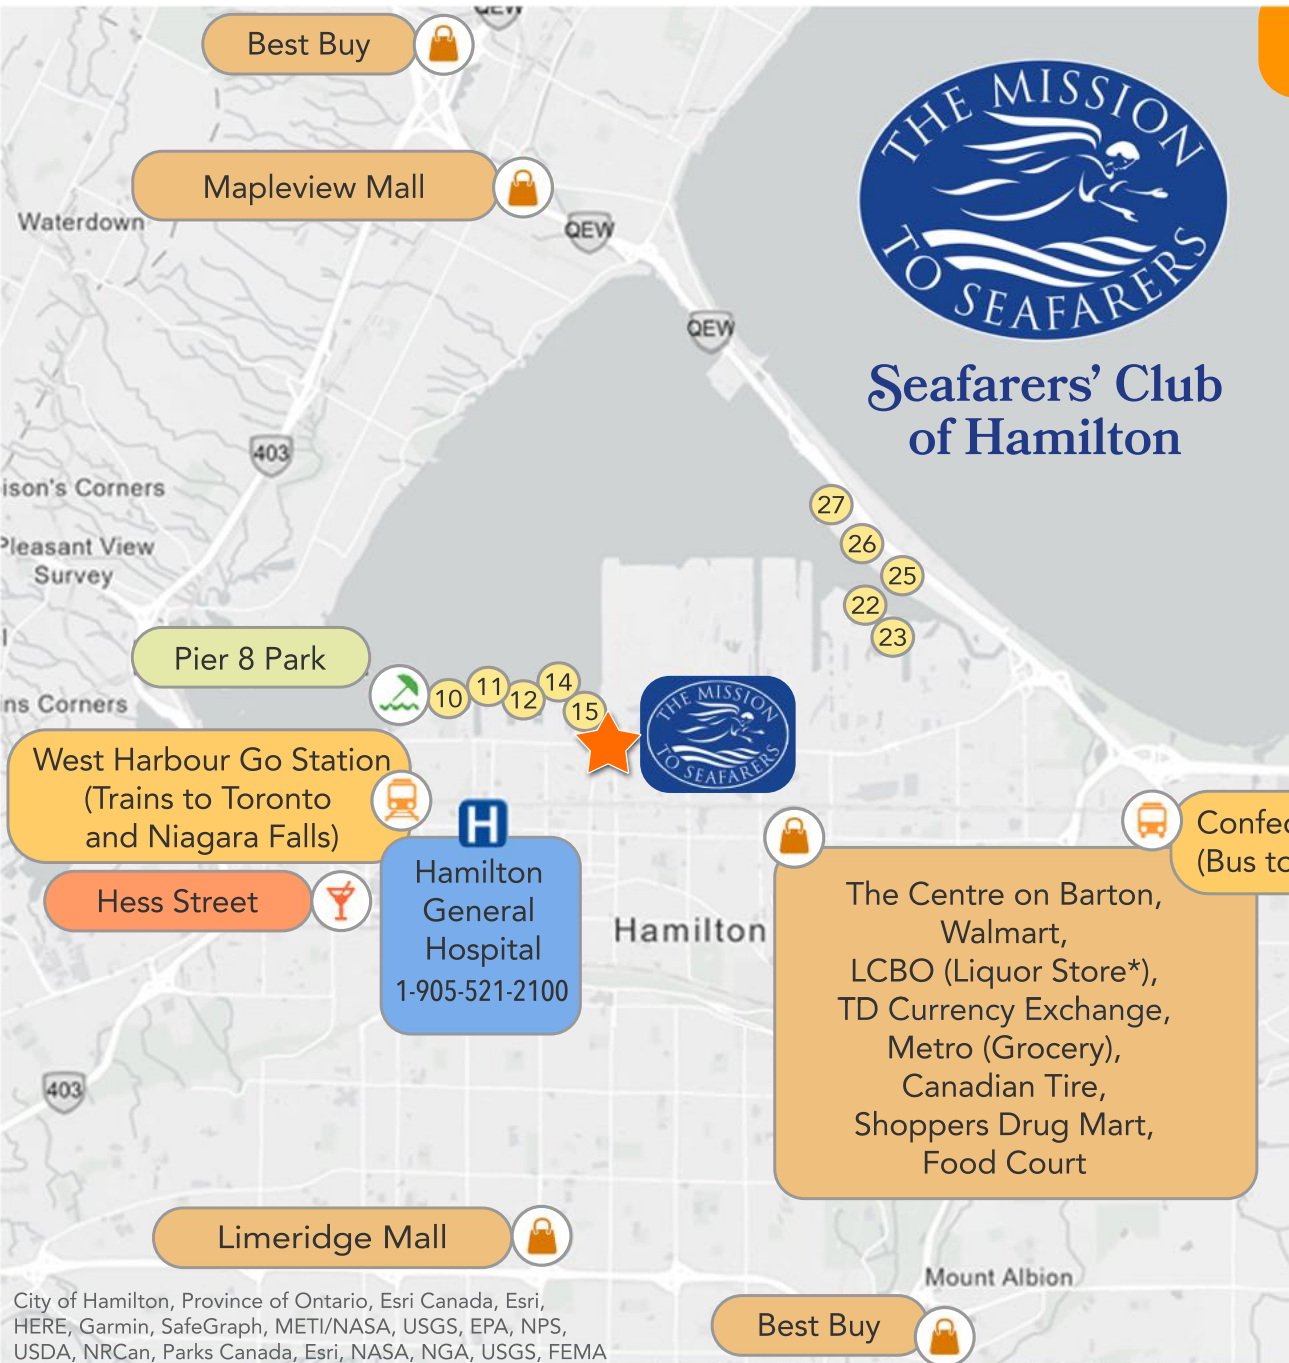 QEW
Best Buy
THE MISSION
TO SEAFARERS
Mapleview Mall
Waterdown
QEW
QEW
Seafarers’ Club
of Hamilton
403
ison's Corners
27
26
Pleasant View
Survey
25
22
23
Pier 8 Park
10
11
12
14
15
ns Corners
THE MISSION
TO SEAFARERS
West Harbour Go Station
(Trains to Toronto
and Niagara Falls)
H
Hamilton
General
Hospital
1-905-521-2100
Hess Street
Hamilton
The Centre on Barton,
Walmart,
LCBO (Liquor Store*),
TD Currency Exchange,
Metro (Grocery),
Canadian Tire,
Shoppers Drug Mart,
Food Court
403
Limeridge Mall
Mount Albion
Best Buy
City of Hamilton, Province of Ontario, Esri Canada, Esri,
HERE, Garmin, SafeGraph, METI/NASA, USGS, EPA, NPS,
USDA, NRCan, Parks Canada, Esri, NASA, NGA, USGS, FEMA